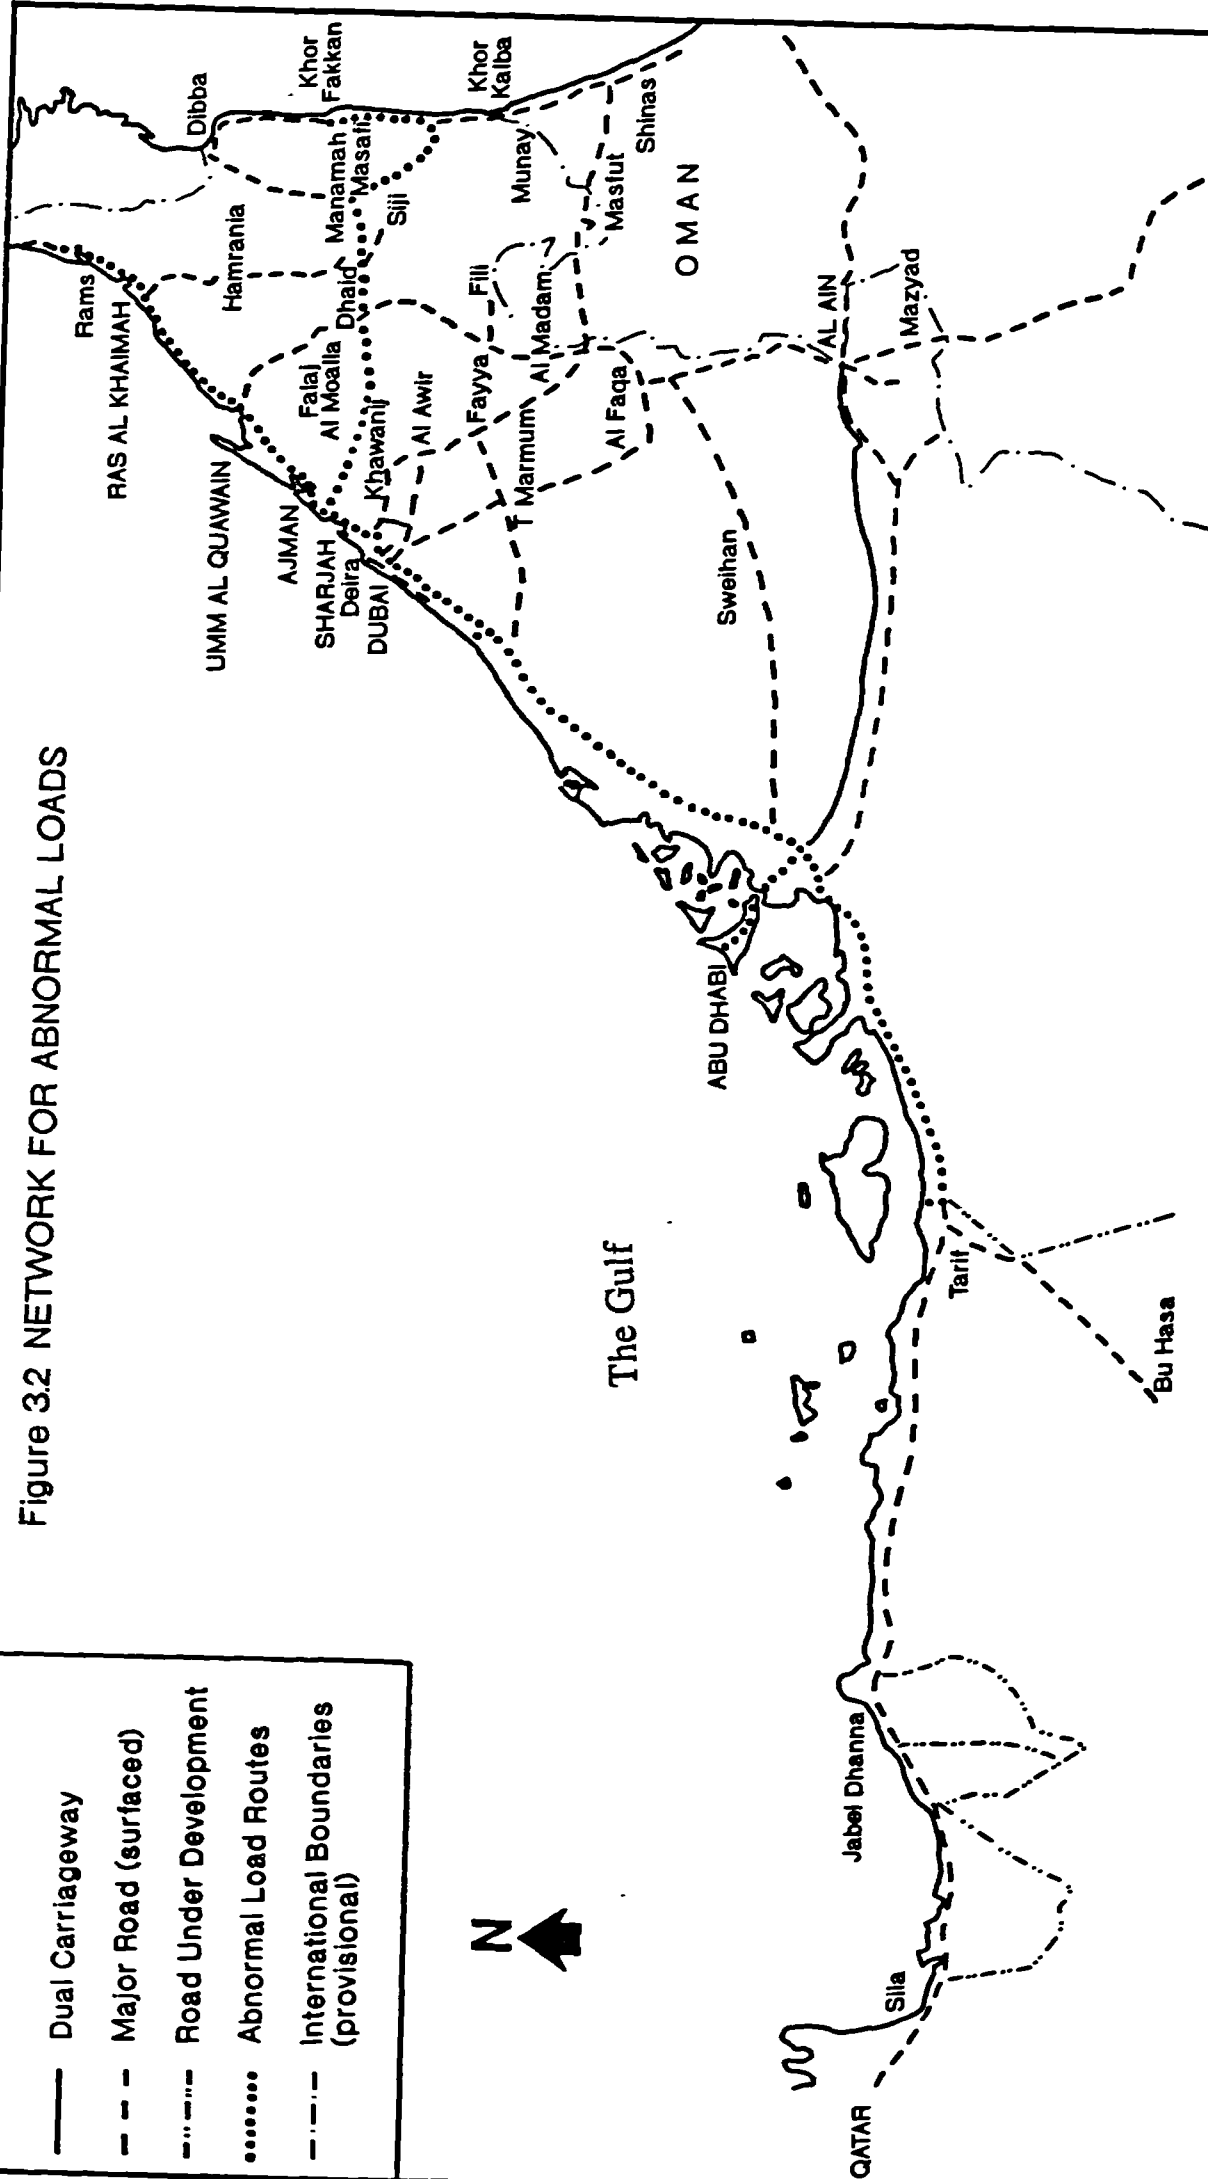 Figure 3.2 NETWORK FOR ABNORMAL LOADS
Dual Carriageway
Major Road (surfaced)
Road Under Development
Abnormal Load Routes
International Boundaries
(provisional)
N
The Gulf
QATAR
Sila
Jabel Dhanna
Tarif
Bu Hasa
ABU DHABI
Sweihan
DUBAI
Deira
SHARJAH
AJMAN
UMM AL QUAWAIN
RAS AL KHAIMAH
Rams
Hamrania
Falaj
Al Moalla
Dhaid
Manamah
Masafi
Siji
Khawanij
Al Awir
Fayya
Fili
T Marmum
Al Madam
Al Faqa
AL AIN
Mazyad
OMAN
Dibba
Khor
Fakkan
Khor
Kalba
Munay
Masfut
Shinas